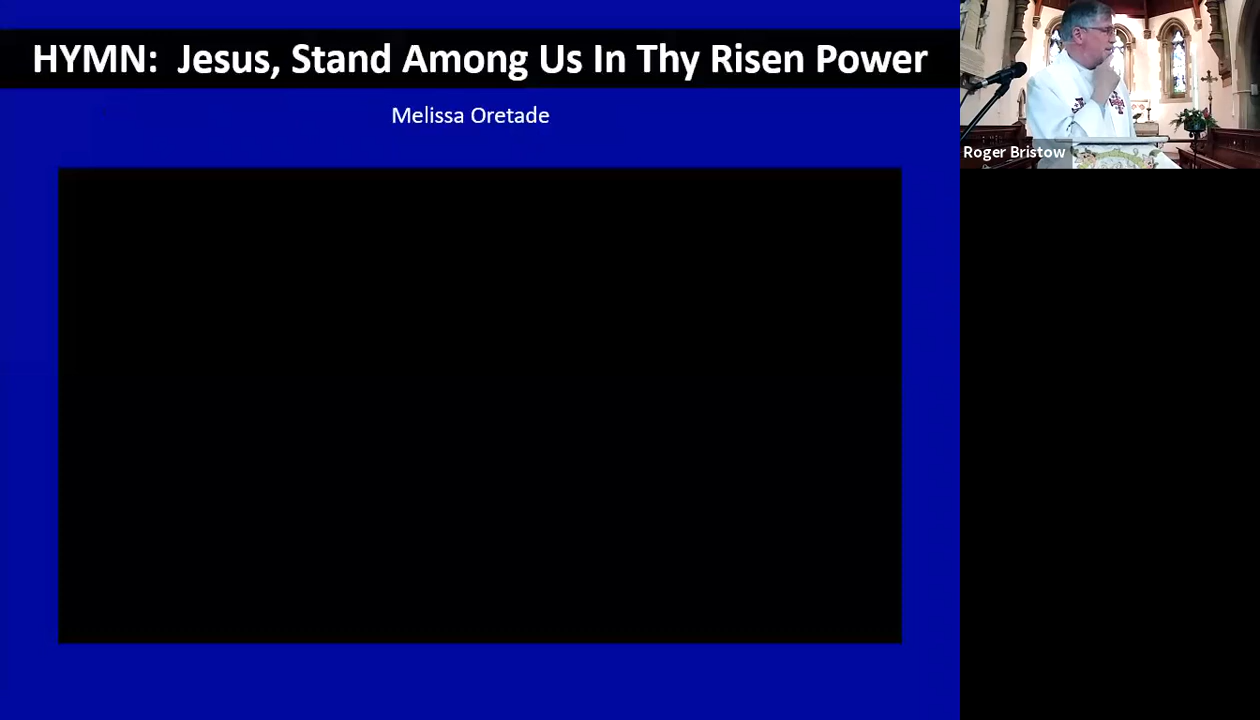 HYMN:  Jesus, Stand Among Us In Thy Risen Power
Melissa Oretade
Roger Bristow